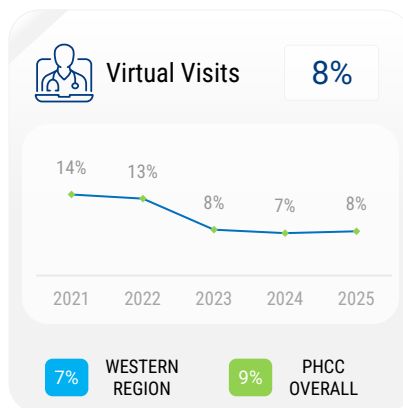 Virtual Visits 8%
14% 13% 8% 7% 8%
2021 2022 2023 2024 2025
7% WESTERN REGION
9% PHCC OVERALL